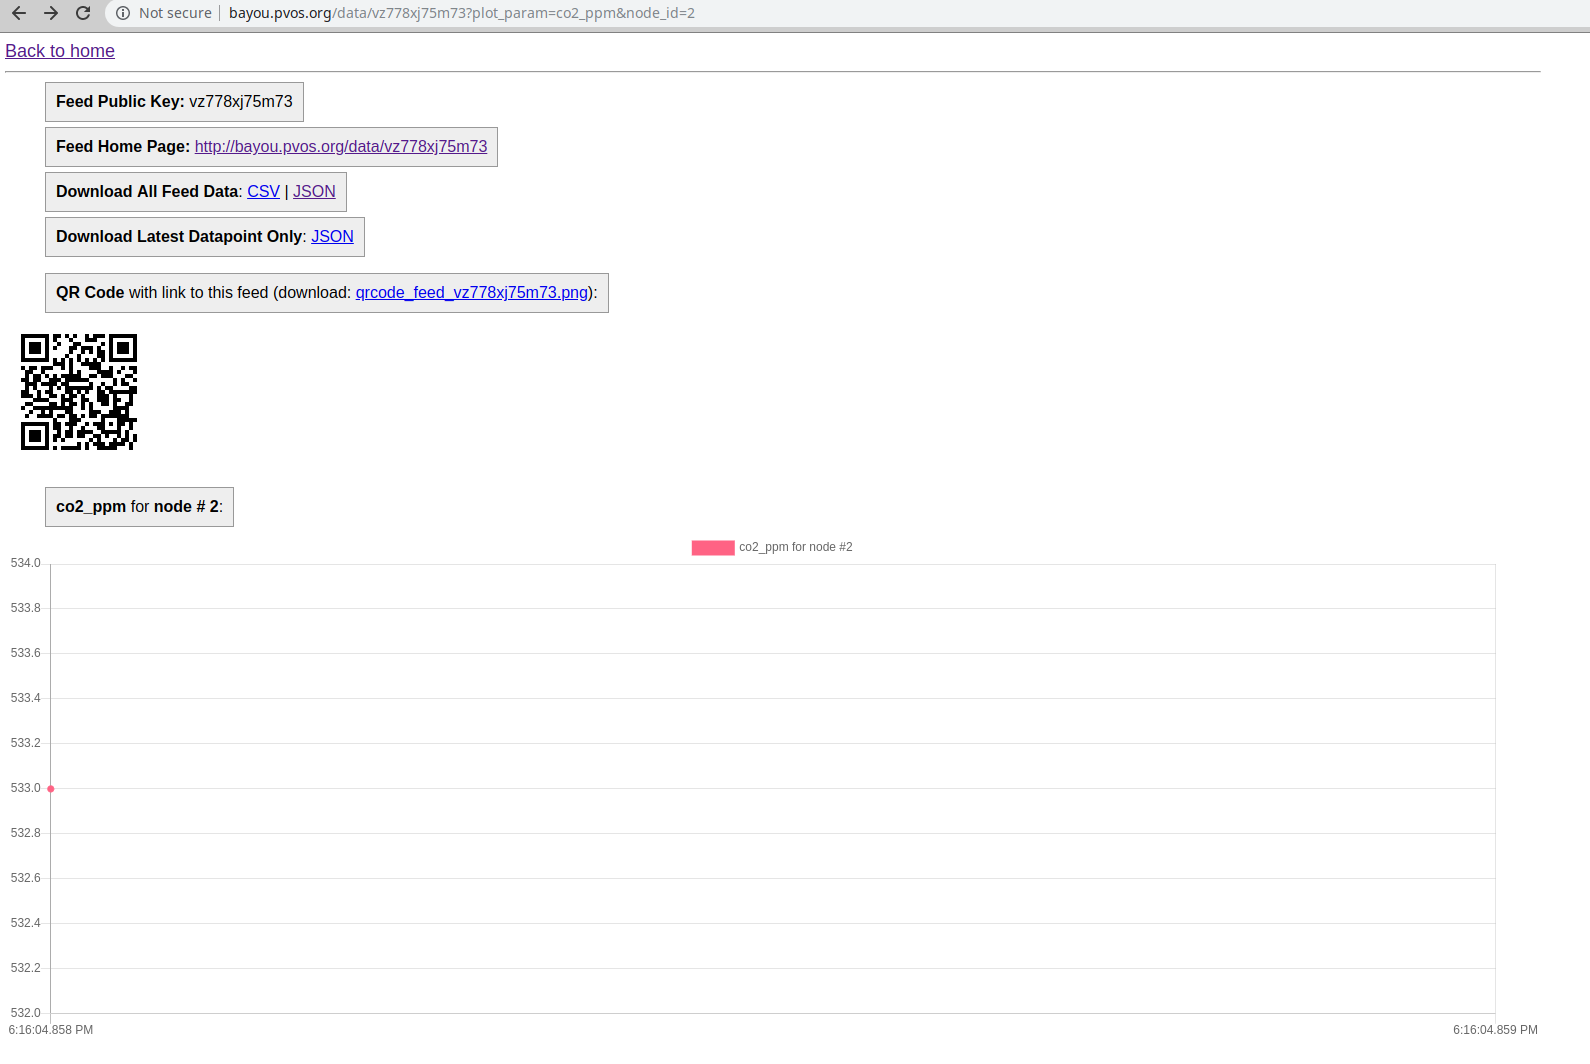 Not secure | bayou.pvos.org/data/vz778xj75m73?plot_param=co2_ppm&node_id=2
Back to home
Feed Public Key: vz778xj75m73
Feed Home Page: http://bayou.pvos.org/data/vz778xj75m73
Download All Feed Data: CSV | JSON
Download Latest Datapoint Only: JSON
QR Code with link to this feed (download: qrcode_feed_vz778xj75m73.png):
co2_ppm for node # 2:
co2_ppm for node #2
534.0
533.8
533.6
533.4
533.2
533.0
532.8
532.6
532.4
532.2
532.0
6:16:04.858 PM 6:16:04.859 PM